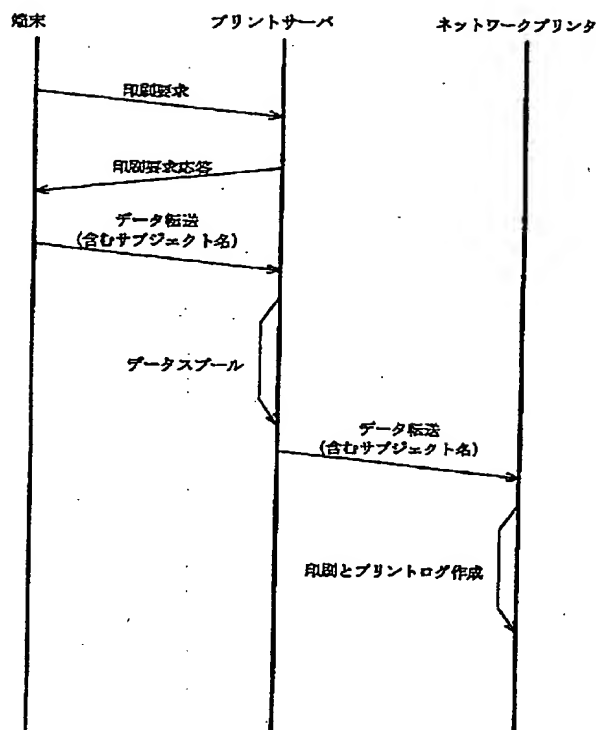 端末
プリントサーバ
ネットワークプリンタ
印刷要求
印刷要求応答
データ転送
(含むサブジェクト名)
データスプール
データ転送
(含むサブジェクト名)
印刷とプリントログ作成